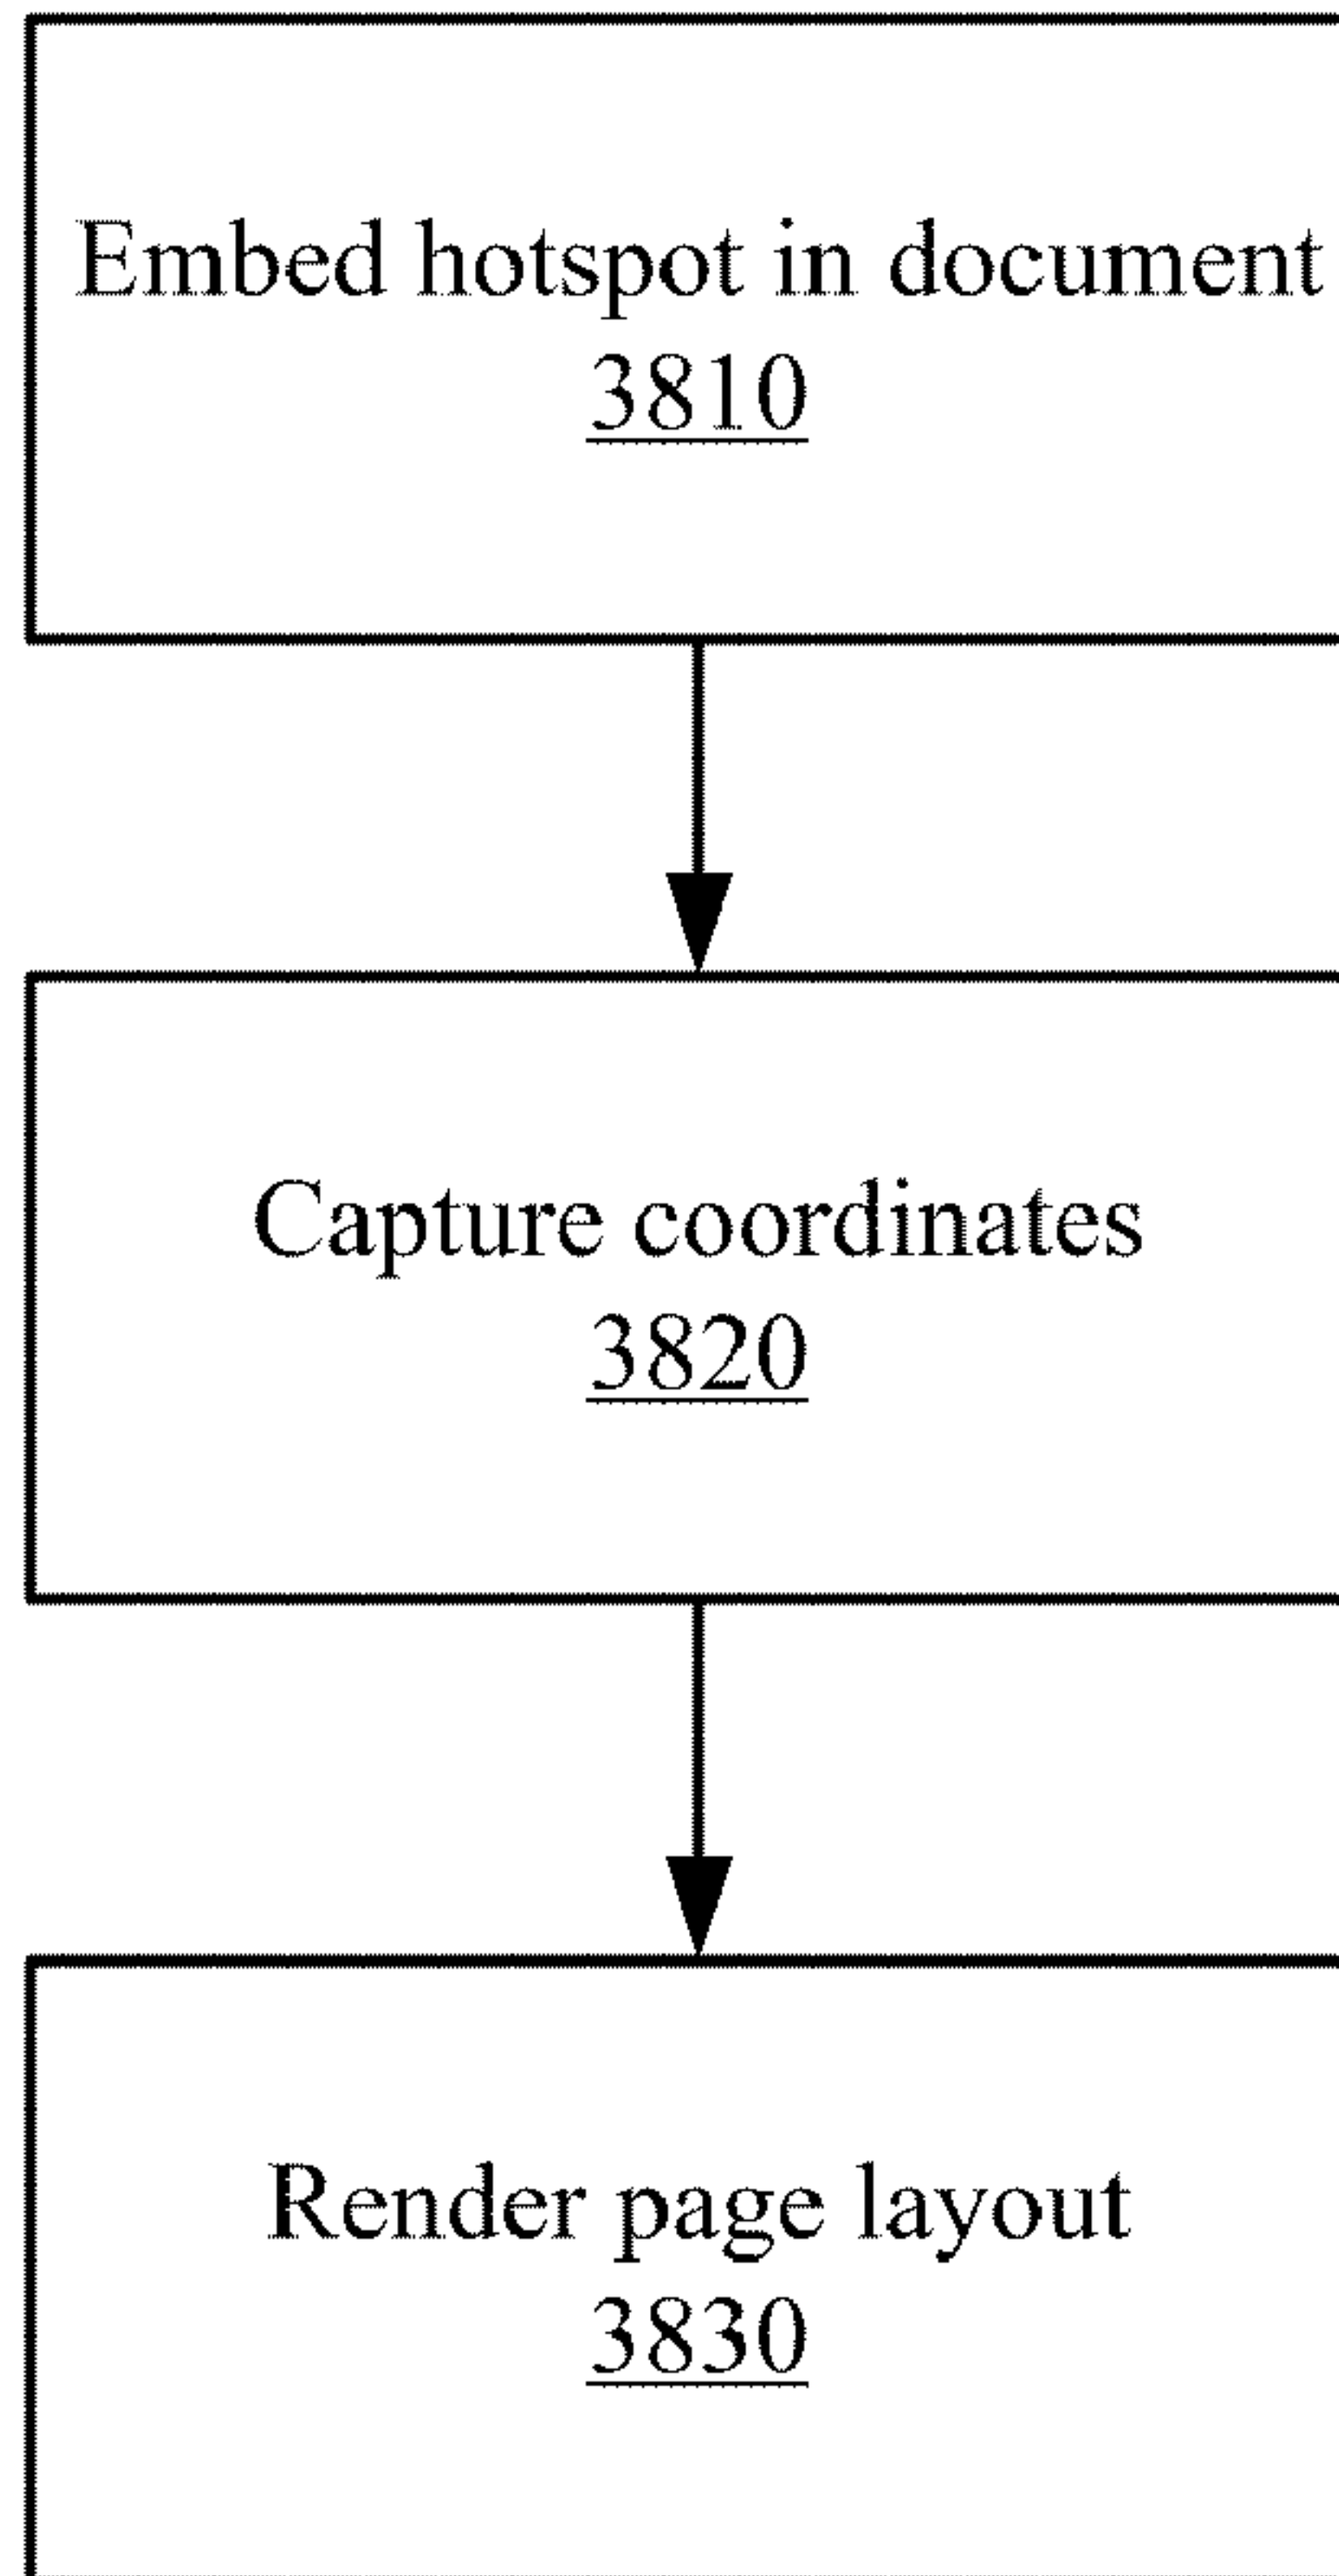 Embed hotspot in document
3810
Capture coordinates
3820
Render page layout
3830